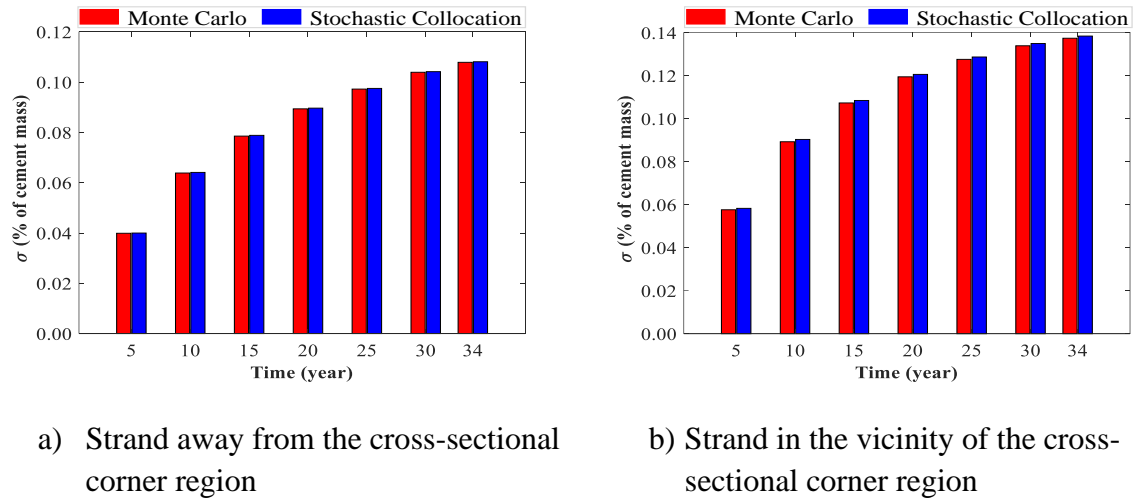 Monte Carlo Stochastic Collocation
0.12
0.10
0.08
0.06
0.04
0.02
0.00
σ (% of cement mass)
5 10 15 20 25 30 34
Time (year)
a) Strand away from the cross-sectional
corner region
Monte Carlo Stochastic Collocation
0.14
0.12
0.10
0.08
0.06
0.04
0.02
0.00
σ (% of cement mass)
5 10 15 20 25 30 34
Time (year)
b) Strand in the vicinity of the cross-
sectional corner region